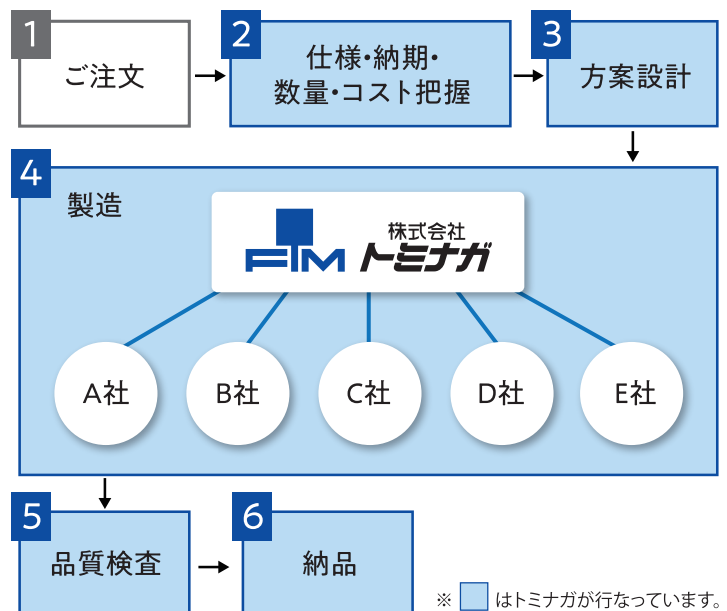 1
ご注文
2
仕様・納期・
数量・コスト把握
3
方案設計
4
製造
FTM
株式会社
トミナガ
A社
B社
C社
D社
E社
5
品質検査
6
納品
※ はトミナガが行なっています。